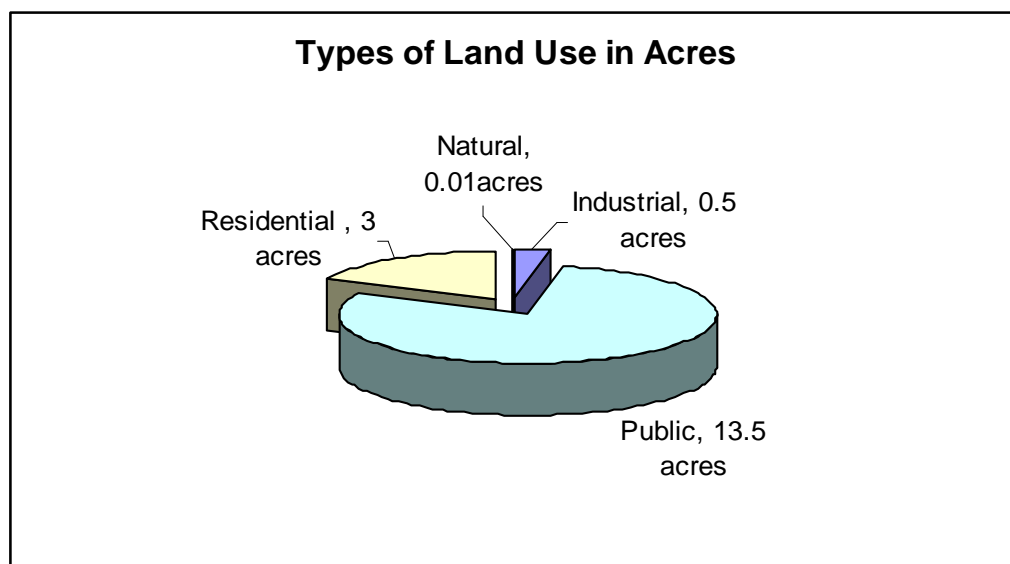 Types of Land Use in Acres
Natural,
0.01acres
Industrial, 0.5
acres
Residential , 3
acres
Public, 13.5
acres